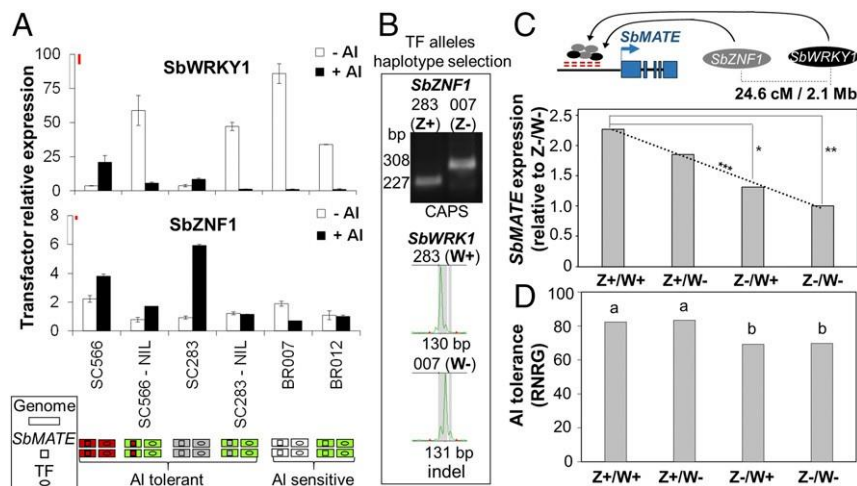 A
Transfactor relative expression
100
75
50
25
0
SbWRKY1
- Al
+ Al
8
6
4
2
0
SbZNF1
- Al
+ Al
SC566
SC566 - NIL
SC283
SC283 - NIL
BR007
BR012
Genome
SbMATE
TF
Al tolerant
Al sensitive
B
TF alleles
haplotype selection
SbZNF1
283 007
(Z+) (Z-)
bp
308
227
CAPS
SbWRK1
283 (W+)
130 bp
007 (W-)
131 bp
indel
C
SbMATE
SbZNF1
SbWRKY1
24.6 cM / 2.1 Mb
SbMATE expression
(relative to Z-/W-)
2.5
2.0
1.5
1.0
0.5
0
***
*
**
Z+/W+ Z+/W- Z-/W+ Z-/W-
D
Al tolerance
(RNRG)
100
80
60
40
20
0
a a b b
Z+/W+ Z+/W- Z-/W+ Z-/W-